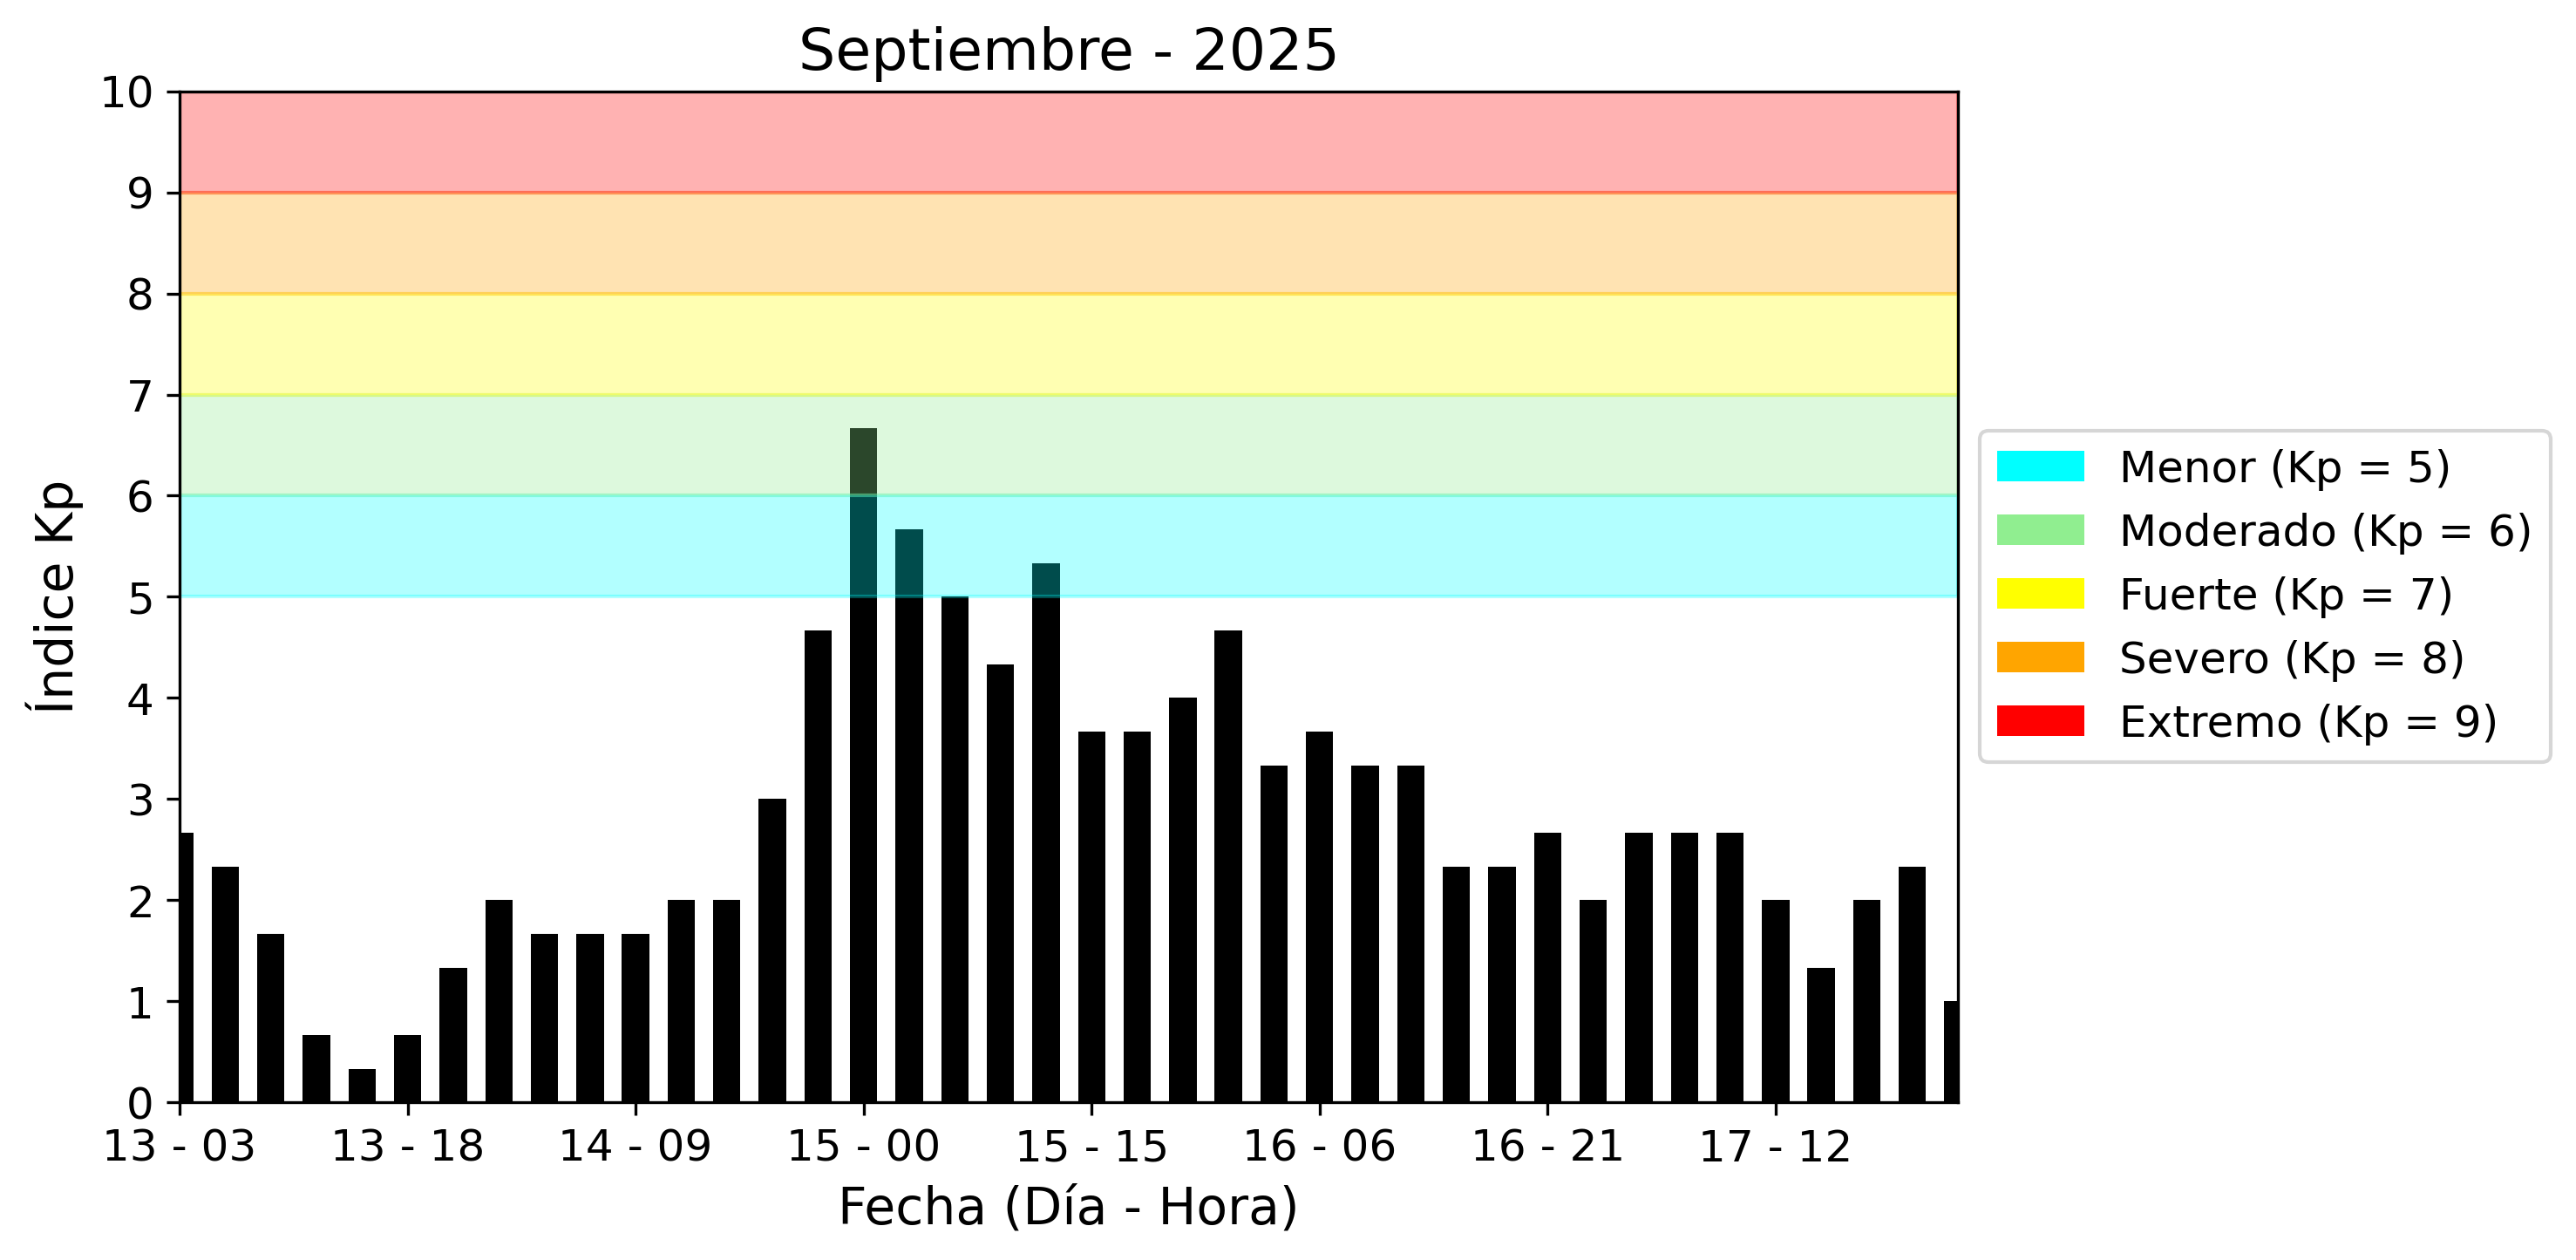 Septiembre - 2025
10
9
8
7
6
5
4
3
2
1
0
Índice Kp
13 - 03
13 - 18
14 - 09
15 - 00
15 - 15
16 - 06
16 - 21
17 - 12
Fecha (Día - Hora)
Menor (Kp = 5)
Moderado (Kp = 6)
Fuerte (Kp = 7)
Severo (Kp = 8)
Extremo (Kp = 9)